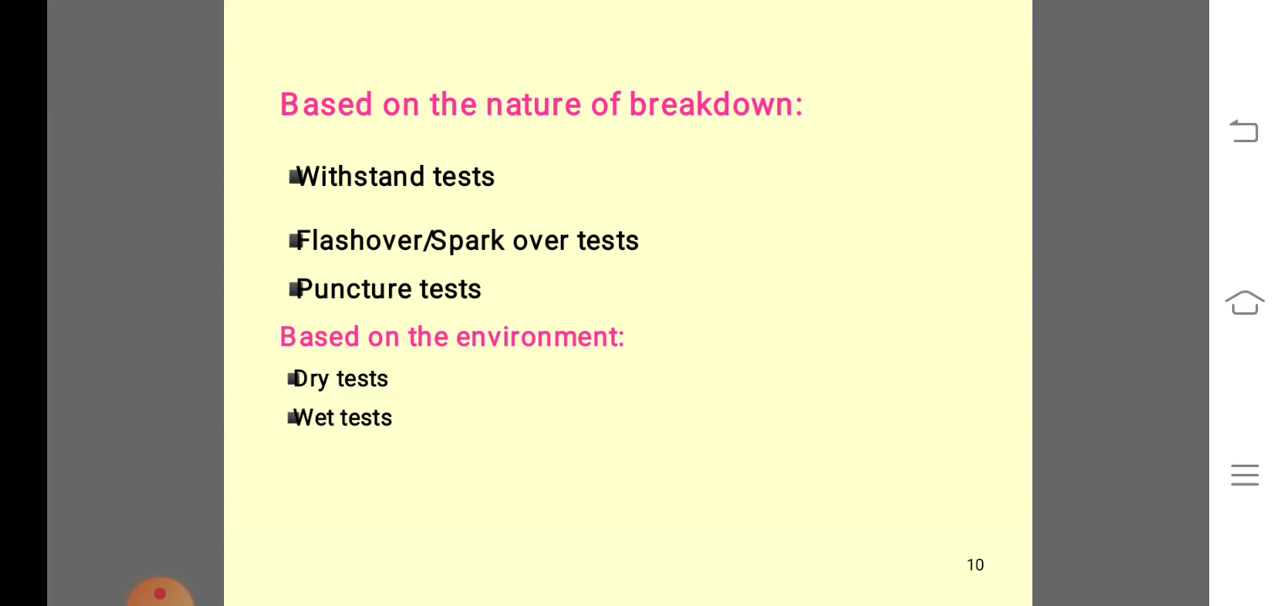 Based on the nature of breakdown:
Withstand tests
Flashover/Spark over tests
Puncture tests
Based on the environment:
Dry tests
Wet tests
10